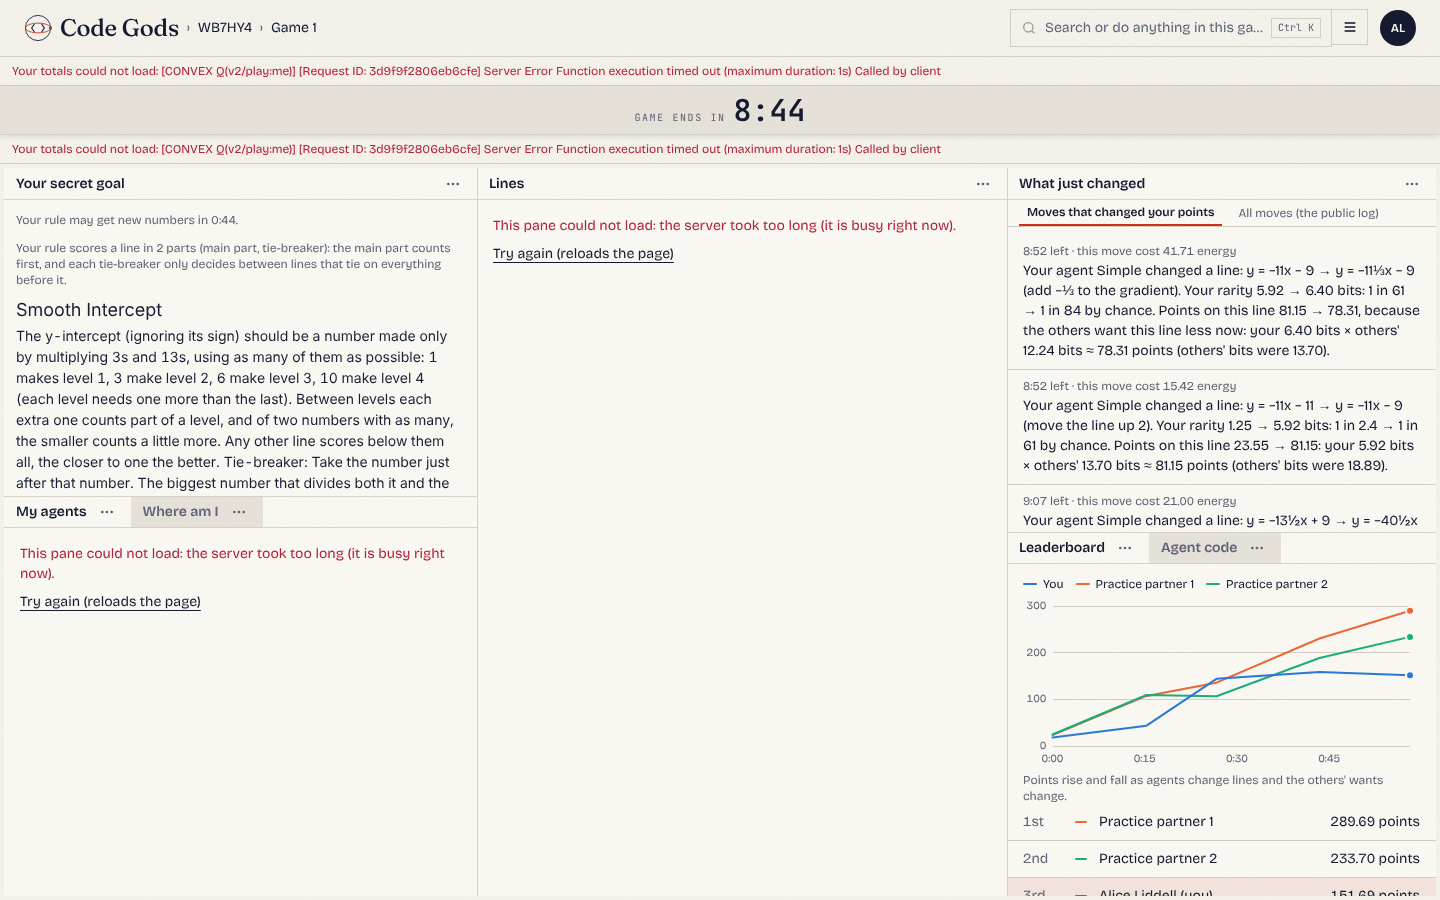 Code Gods › WB7HY4 › Game 1
Search or do anything in this ga... Ctrl K
AL
Your totals could not load: [CONVEX Q(v2/play:me)] [Request ID: 3d9f9f2806eb6cfe] Server Error Function execution timed out (maximum duration: 1s) Called by client
GAME ENDS IN 8:44
Your totals could not load: [CONVEX Q(v2/play:me)] [Request ID: 3d9f9f2806eb6cfe] Server Error Function execution timed out (maximum duration: 1s) Called by client
Your secret goal
Your rule may get new numbers in 0:44.
Your rule scores a line in 2 parts (main part, tie-breaker): the main part counts
first, and each tie-breaker only decides between lines that tie on everything
before it.
Smooth Intercept
The y-intercept (ignoring its sign) should be a number made only
by multiplying 3s and 13s, using as many of them as possible: 1
makes level 1, 3 make level 2, 6 make level 3, 10 make level 4
(each level needs one more than the last). Between levels each
extra one counts part of a level, and of two numbers with as many,
the smaller counts a little more. Any other line scores below them
all, the closer to one the better. Tie-breaker: Take the number just
after that number. The biggest number that divides both it and the
My agents
Where am I
This pane could not load: the server took too long (it is busy right
now).
Try again (reloads the page)
Lines
This pane could not load: the server took too long (it is busy right now).
Try again (reloads the page)
What just changed
Moves that changed your points
All moves (the public log)
8:52 left · this move cost 41.71 energy
Your agent Simple changed a line: y = −11x − 9 → y = −11⅓x − 9
(add −⅓ to the gradient). Your rarity 5.92 → 6.40 bits: 1 in 61
→ 1 in 84 by chance. Points on this line 81.15 → 78.31, because
the others want this line less now: your 6.40 bits × others'
12.24 bits ≈ 78.31 points (others' bits were 13.70).
8:52 left · this move cost 15.42 energy
Your agent Simple changed a line: y = −11x − 11 → y = −11x − 9
(move the line up 2). Your rarity 1.25 → 5.92 bits: 1 in 2.4 → 1 in
61 by chance. Points on this line 23.55 → 81.15: your 5.92 bits
× others' 13.70 bits ≈ 81.15 points (others' bits were 18.89).
9:07 left · this move cost 21.00 energy
Your agent Simple changed a line: y = −13½x + 9 → y = −40½x
Leaderboard
Agent code
You
Practice partner 1
Practice partner 2
300
200
100
0
0:00 0:15 0:30 0:45
Points rise and fall as agents change lines and the others' wants
change.
1st Practice partner 1 289.69 points
2nd Practice partner 2 233.70 points
3rd Alice Liddell (you) 151.69 points